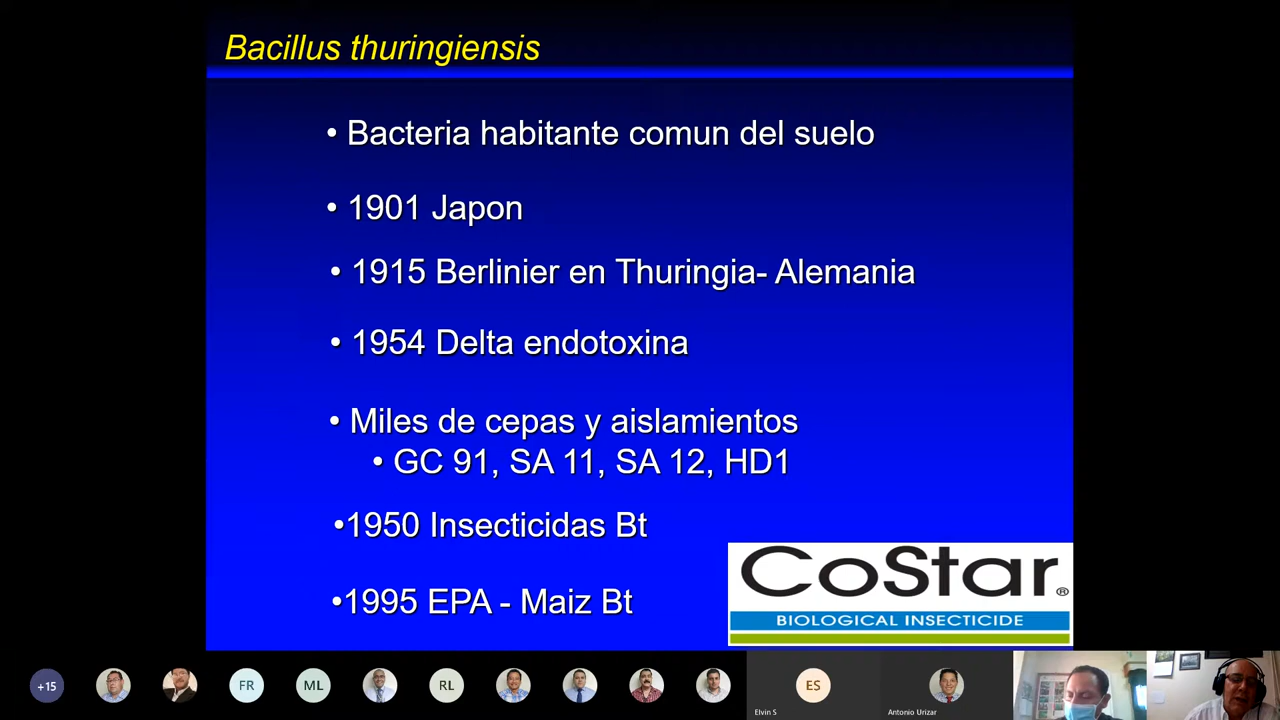 Bacillus thuringiensis
• Bacteria habitante comun del suelo
• 1901 Japon
• 1915 Berlinier en Thuringia- Alemania
• 1954 Delta endotoxina
• Miles de cepas y aislamientos
• GC 91, SA 11, SA 12, HD1
•1950 Insecticidas Bt
•1995 EPA - Maiz Bt
CoStar®
BIOLOGICAL INSECTICIDE
+15
FR
ML
RL
ES
Elvin S
Antonio Urizar